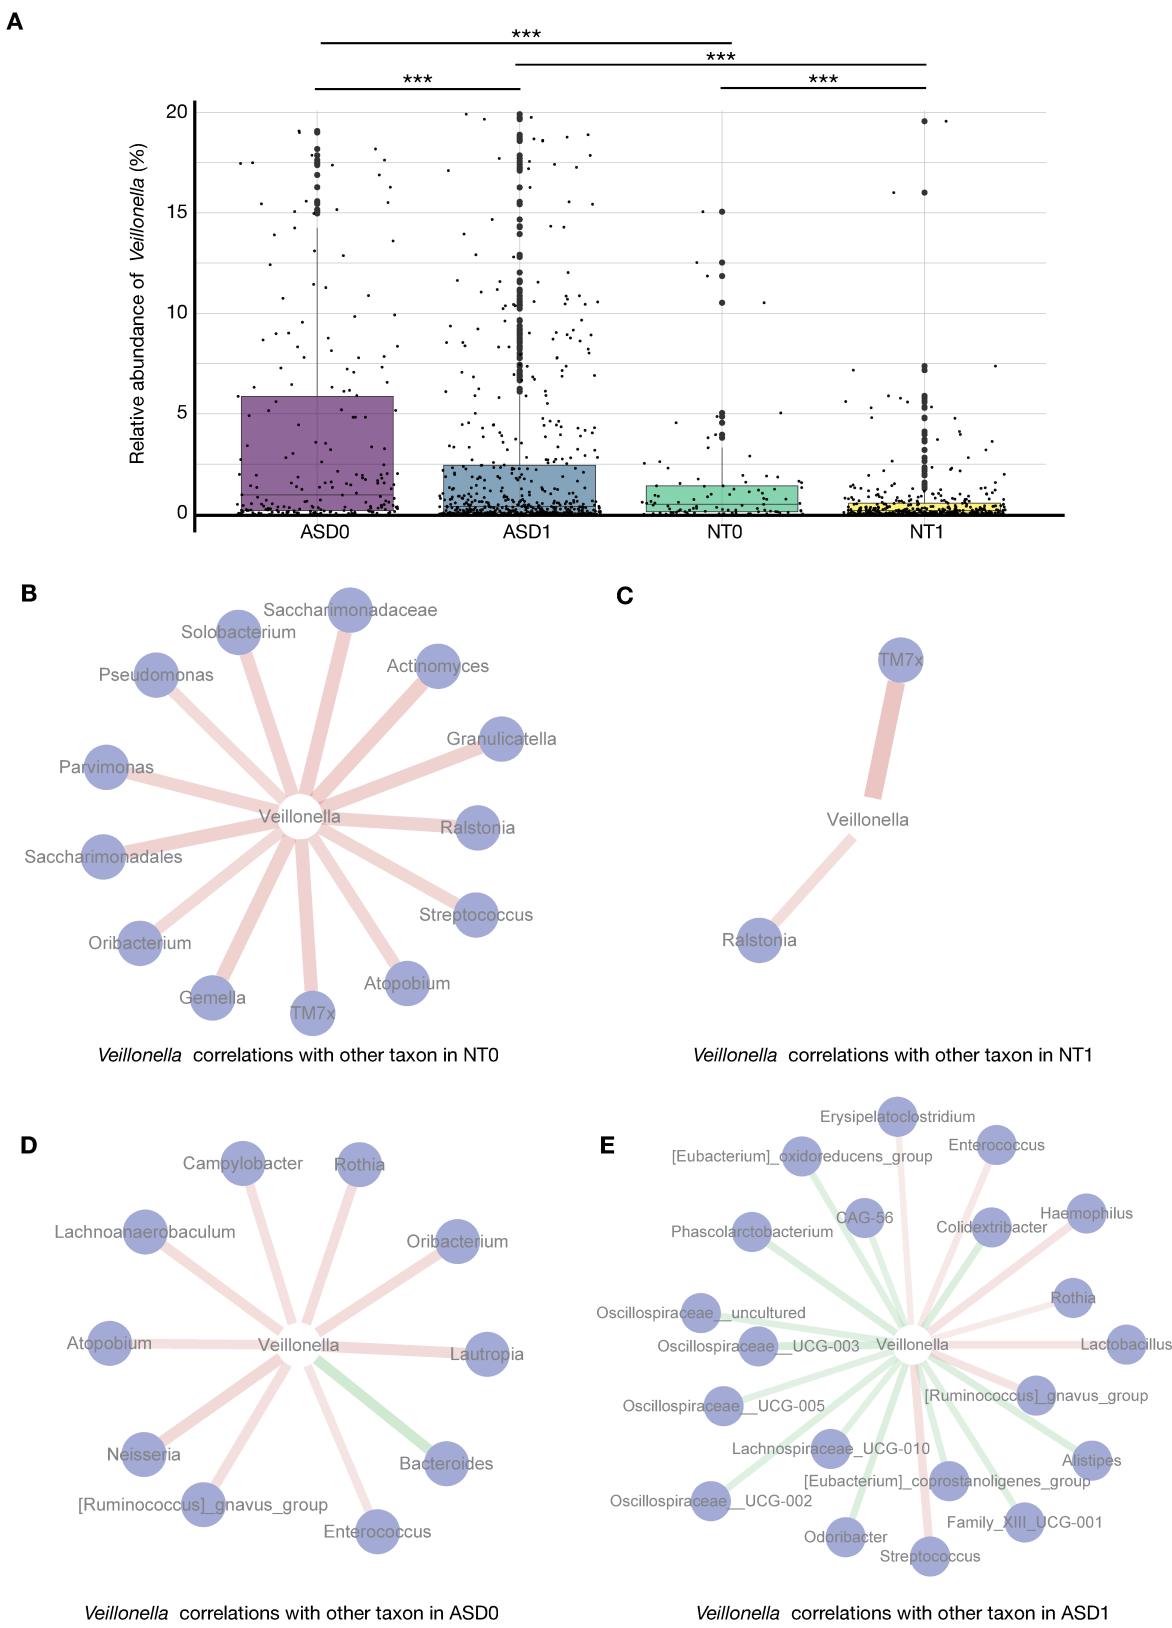 A
***
***
***
***
Relative abundance of Veillonella (%)
20
15
10
5
0
ASD0
ASD1
NT0
NT1
B
Saccharimonadaceae
Solobacterium
Actinomyces
Pseudomonas
Granulicatella
Parvimonas
Veillonella
Ralstonia
Saccharimonadales
Streptococcus
Oribacterium
Atopobium
Gemella
TM7x
Veillonella correlations with other taxon in NT0
C
TM7x
Veillonella
Ralstonia
Veillonella correlations with other taxon in NT1
D
Campylobacter
Rothia
Lachnoanaerobaculum
Oribacterium
Atopobium
Veillonella
Lautropia
Neisseria
Bacteroides
[Ruminococcus]_gnavus_group
Enterococcus
Veillonella correlations with other taxon in ASD0
E
Erysipelatoclostridium
Enterococcus
[Eubacterium]_oxidoreducens_group
Haemophilus
CAG-56
Colidextribacter
Phascolarctobacterium
Rothia
Oscillospiraceae__uncultured
Oscillospiraceae__UCG-003
Veillonella
Lactobacillus
[Ruminococcus]_gnavus_group
Oscillospiraceae__UCG-005
Lachnospiraceae_UCG-010
Alistipes
[Eubacterium]_coprostanoligenes_group
Oscillospiraceae__UCG-002
Family_XIII_UCG-001
Odoribacter
Streptococcus
Veillonella correlations with other taxon in ASD1